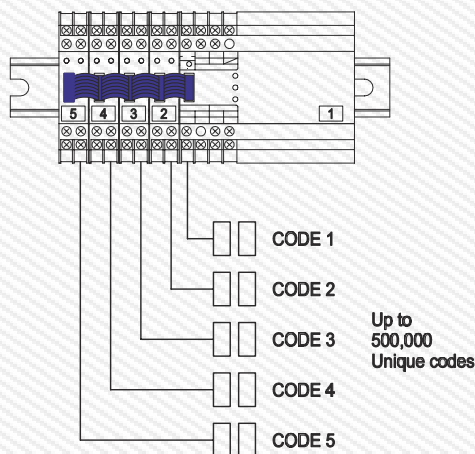 5 4 3 2 1
CODE 1
CODE 2
CODE 3
CODE 4
CODE 5
Up to
500,000
Unique codes